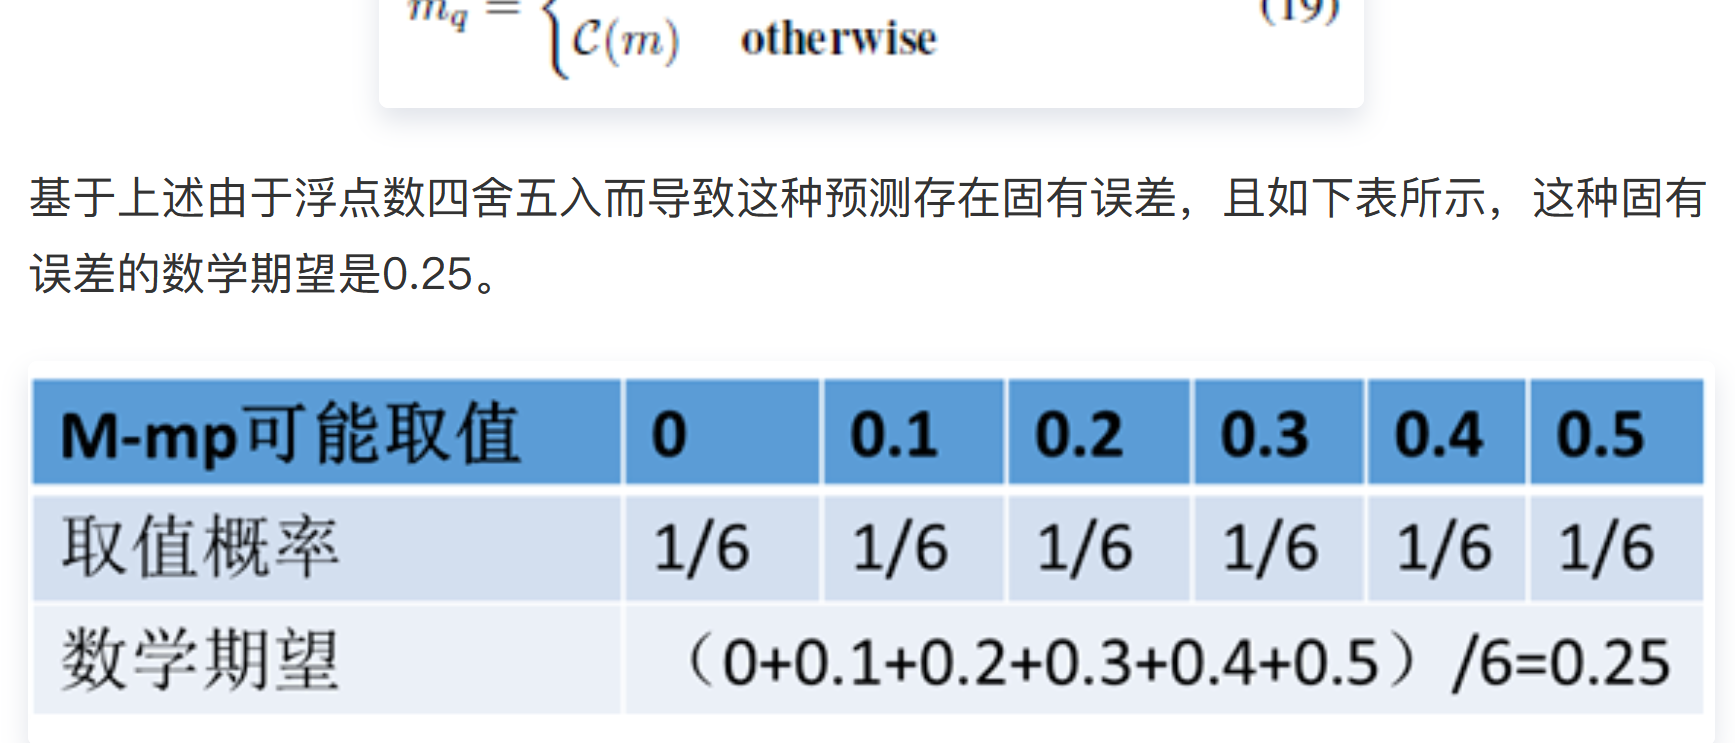 m_q = { C(m) otherwise (19)
基于上述由于浮点数四舍五入而导致这种预测存在固有误差，且如下表所示，这种固有
误差的数学期望是0.25。
M-mp可能取值 0 0.1 0.2 0.3 0.4 0.5
取值概率 1/6 1/6 1/6 1/6 1/6 1/6
数学期望 （0+0.1+0.2+0.3+0.4+0.5）/6=0.25